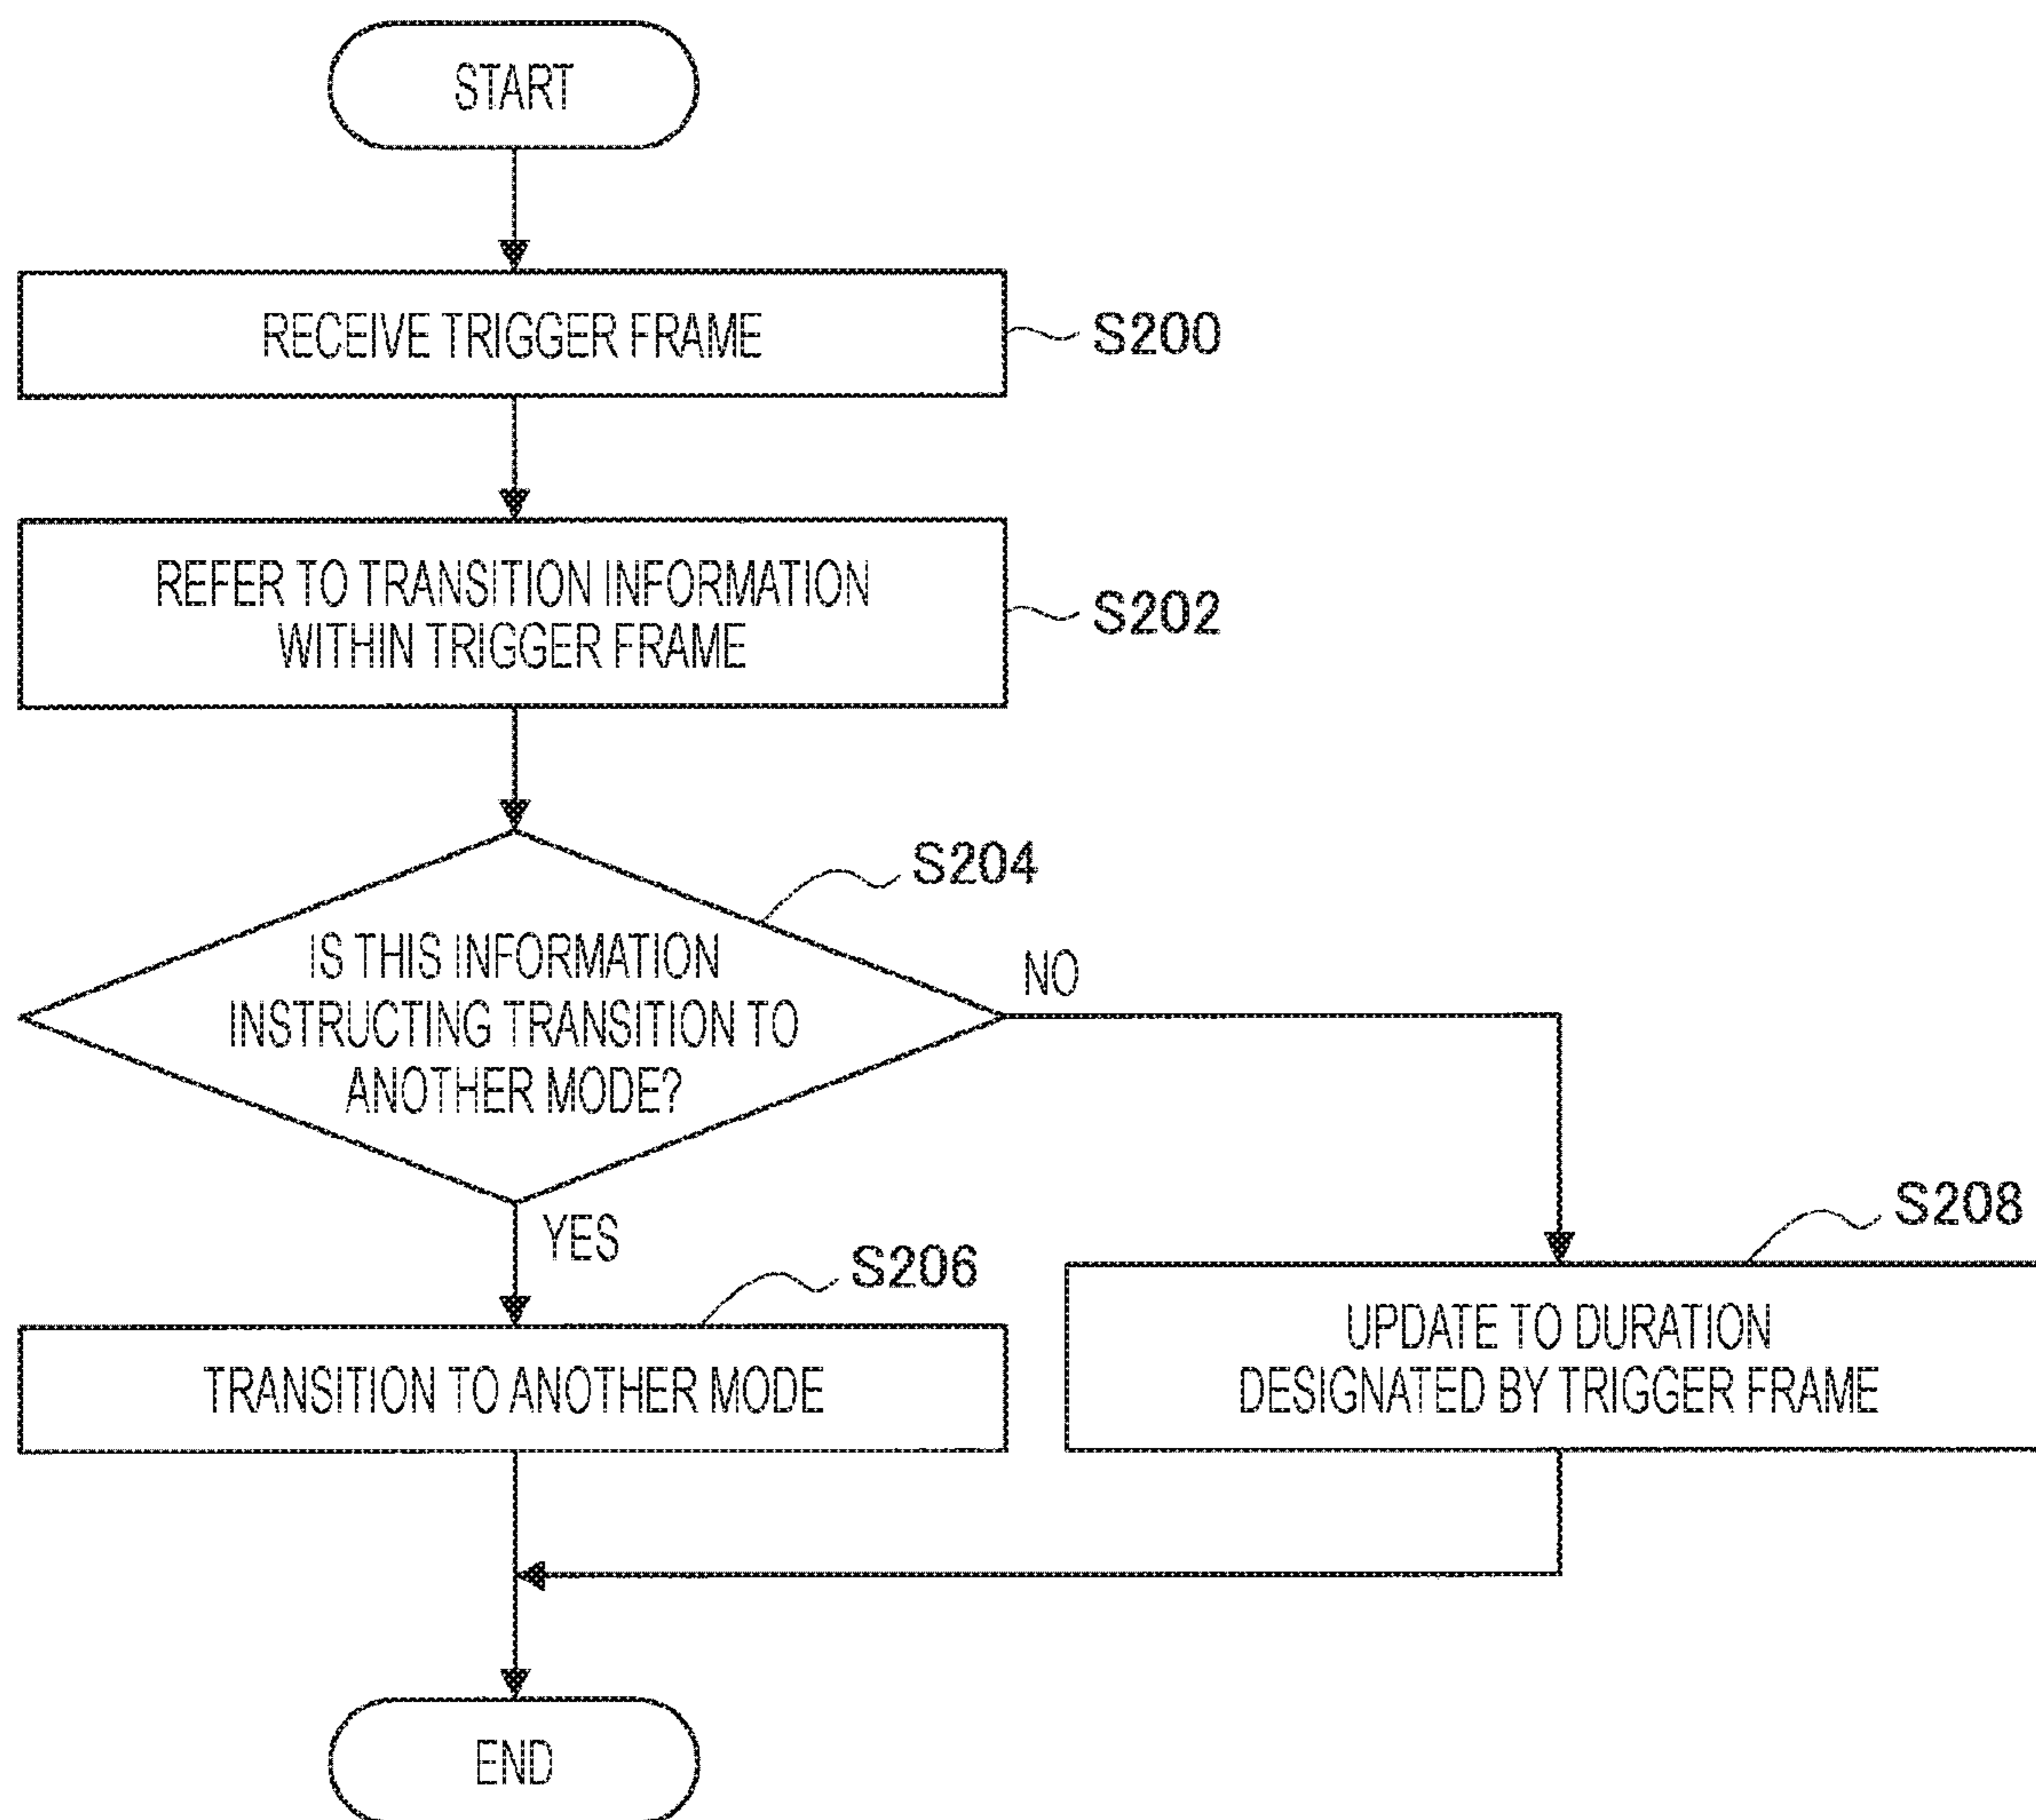 START
RECEIVE TRIGGER FRAME
S200
REFER TO TRANSITION INFORMATION
WITHIN TRIGGER FRAME
S202
S204
IS THIS INFORMATION
INSTRUCTING TRANSITION TO
ANOTHER MODE?
NO
YES
S206
TRANSITION TO ANOTHER MODE
S208
UPDATE TO DURATION
DESIGNATED BY TRIGGER FRAME
END